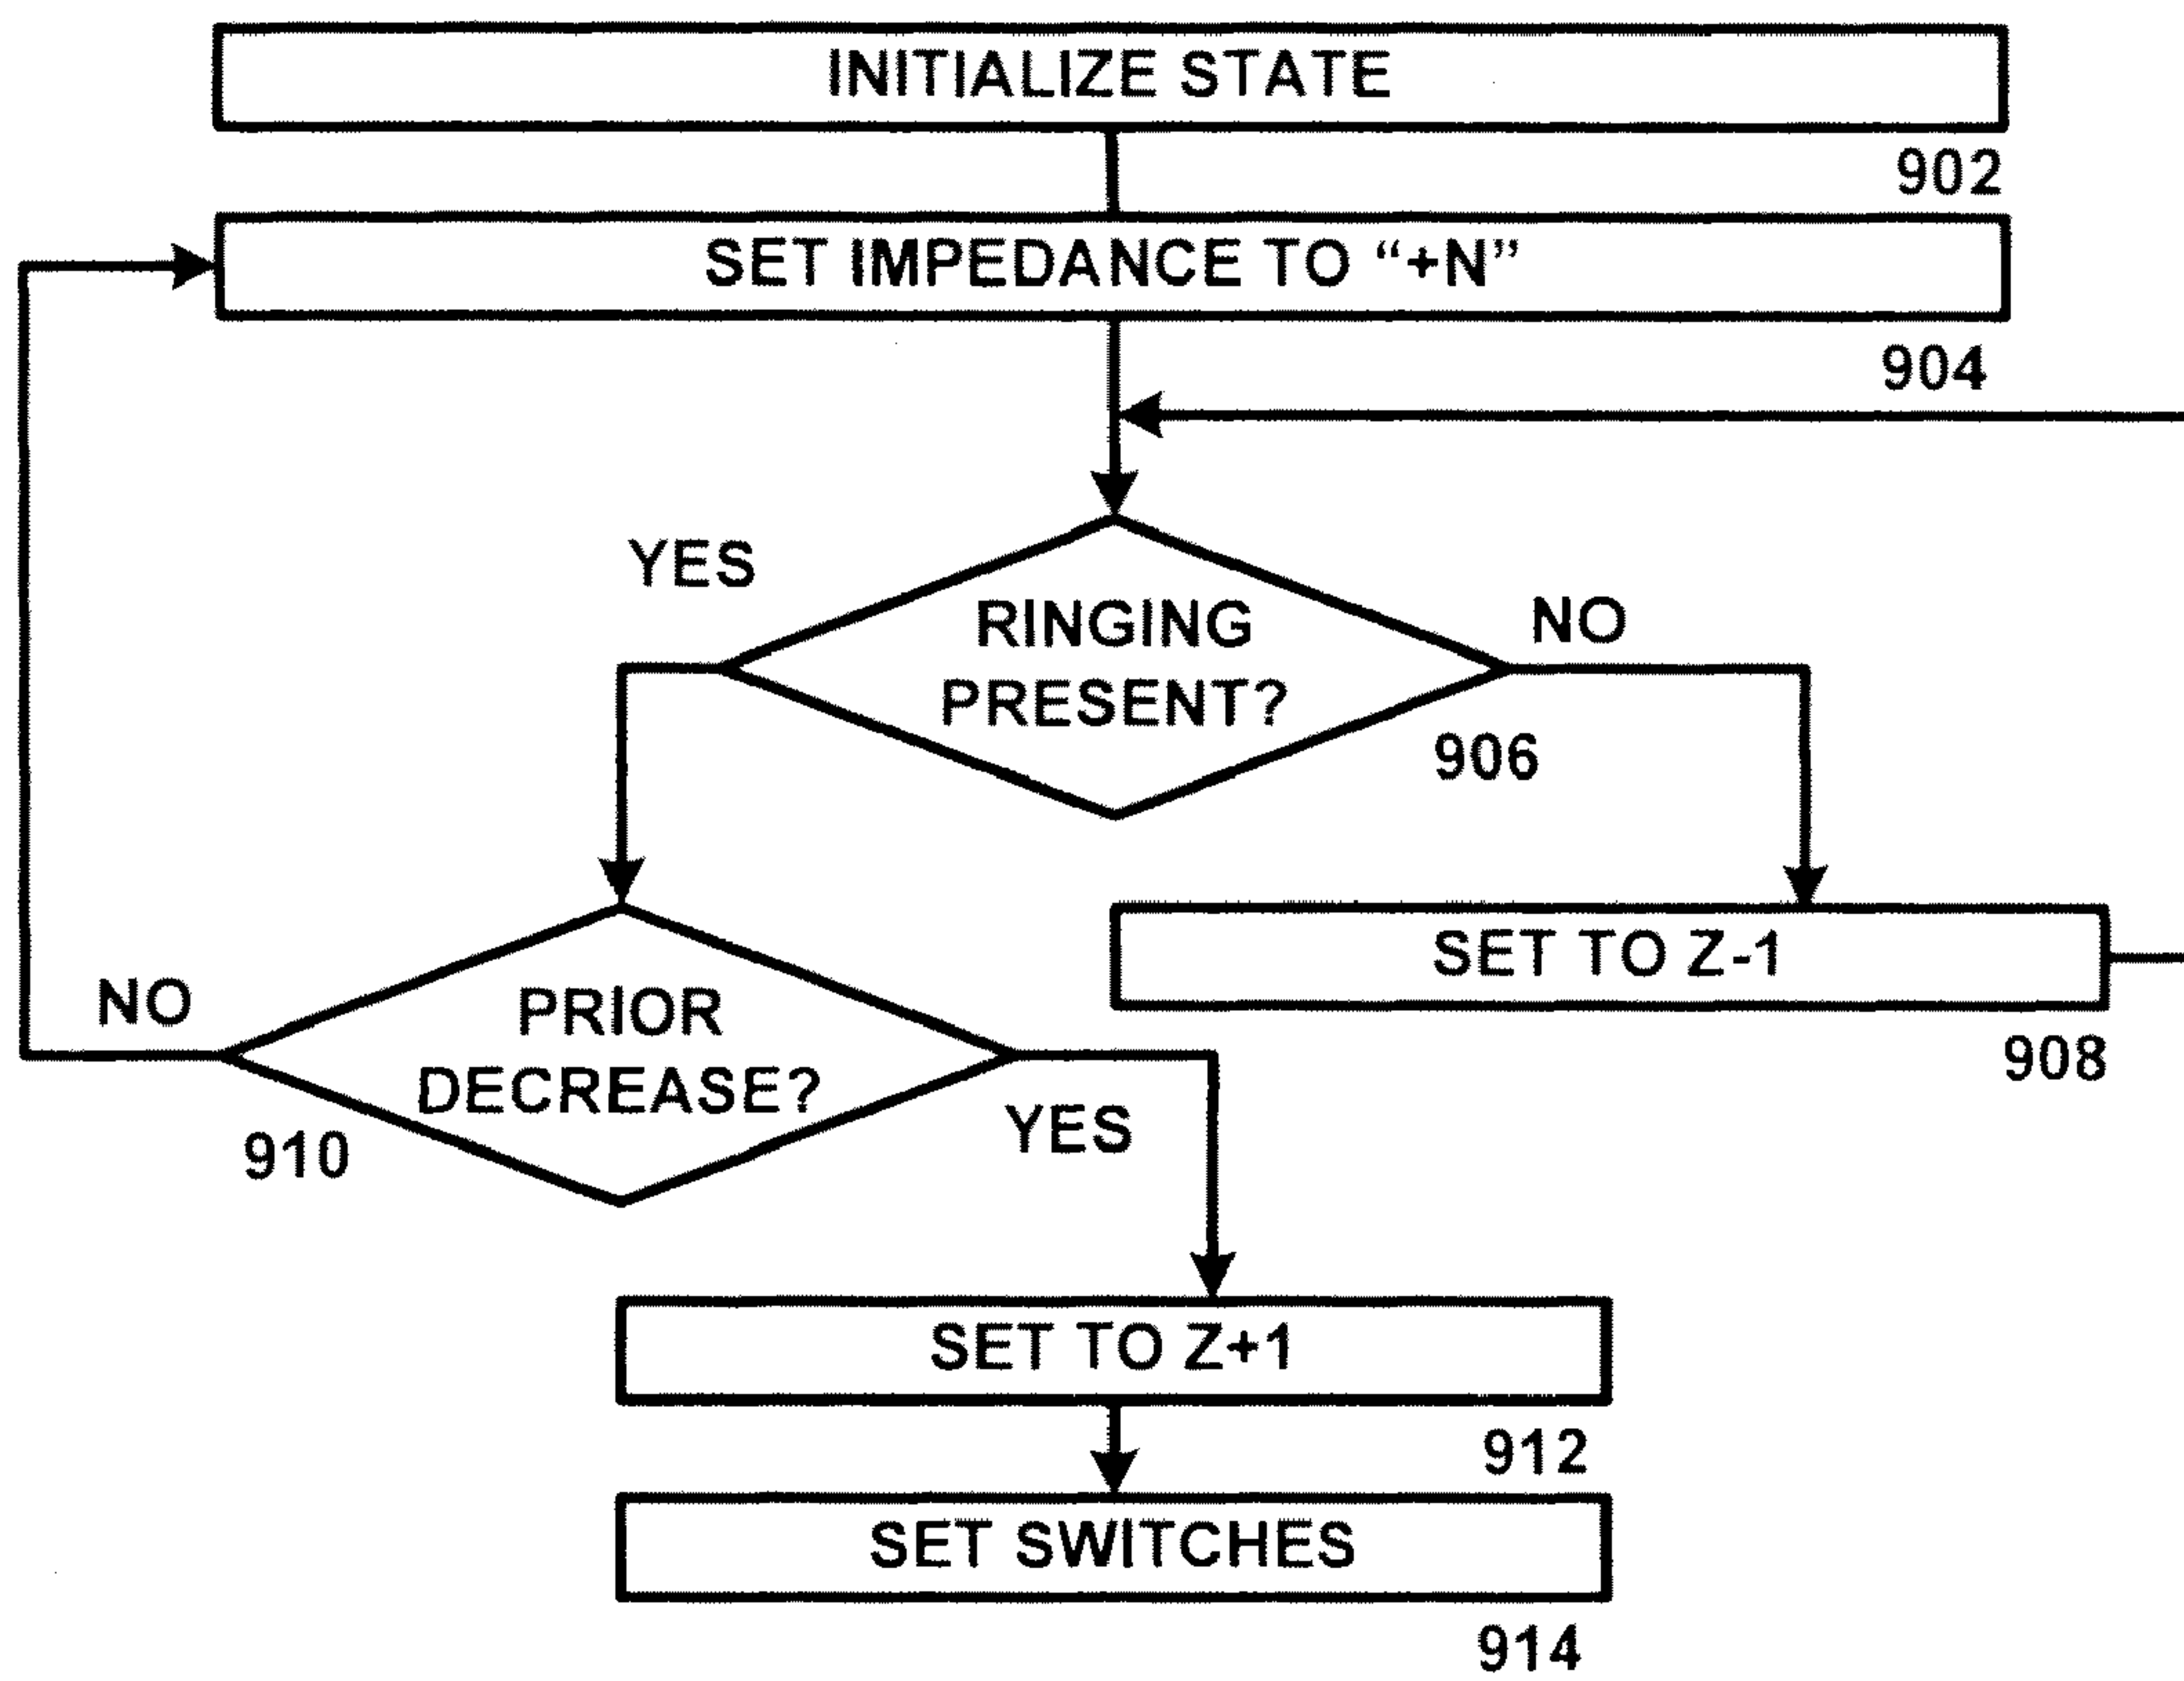 INITIALIZE STATE
902
SET IMPEDANCE TO “+N”
904
YES
NO
RINGING
PRESENT?
906
SET TO Z-1
908
NO
PRIOR
DECREASE?
YES
910
SET TO Z+1
912
SET SWITCHES
914